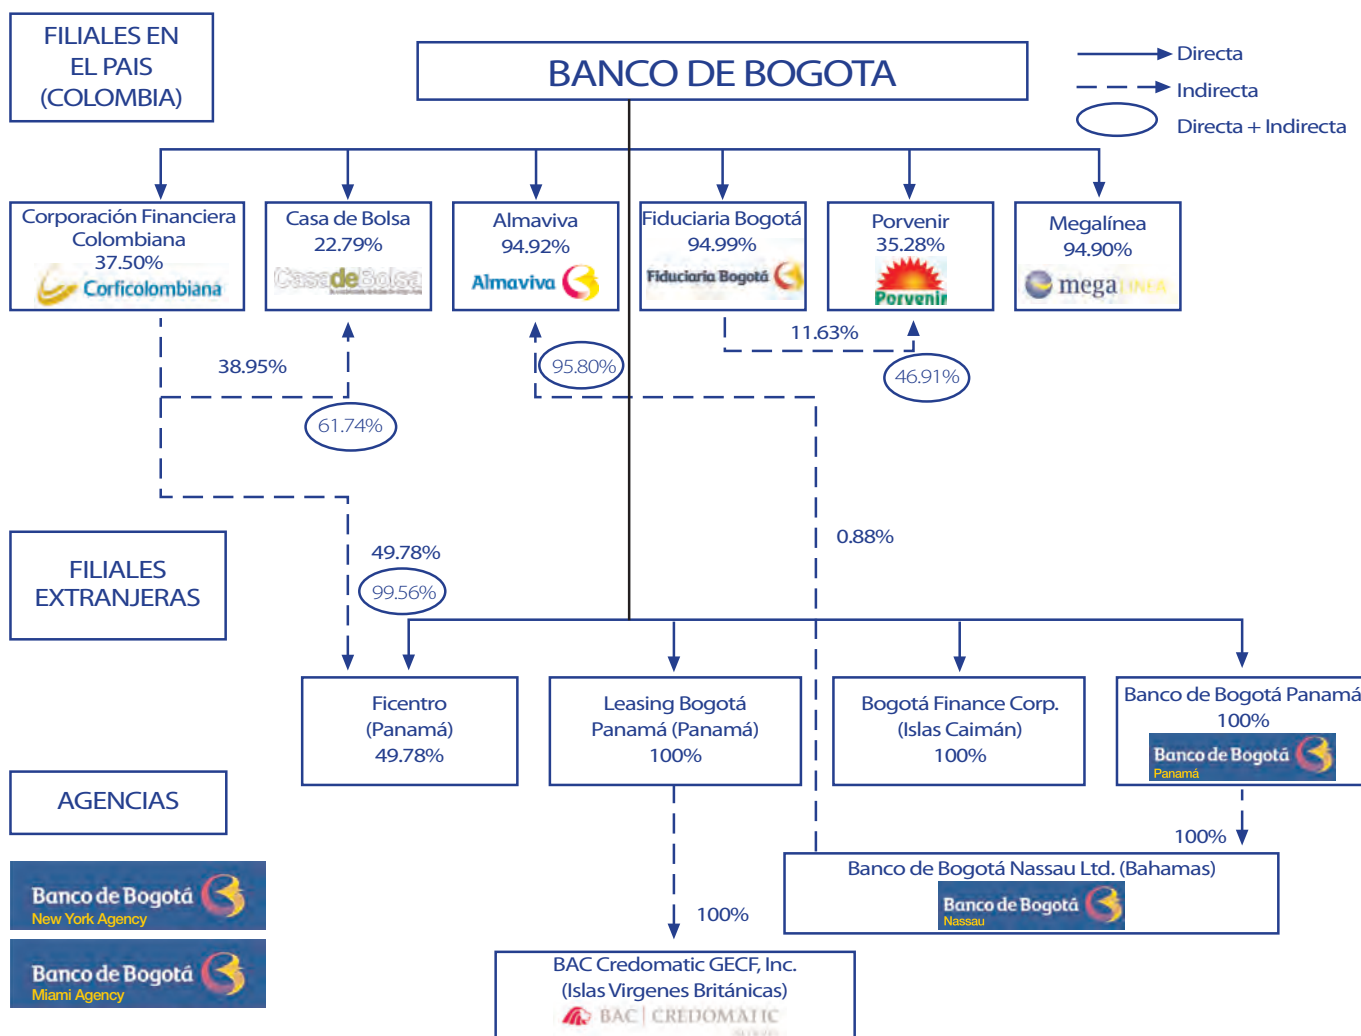 FILIALES EN
EL PAIS
(COLOMBIA)
BANCO DE BOGOTA
Directa
Indirecta
Directa + Indirecta
Corporación Financiera
Colombiana
37.50%
Corficolombiana
Casa de Bolsa
22.79%
CasadeBolsa
Almaviva
94.92%
Almaviva
Fiduciaria Bogotá
94.99%
Fiduciaria Bogotá
Porvenir
35.28%
Porvenir
Megalínea
94.90%
megaLINEA
38.95%
61.74%
95.80%
11.63%
46.91%
0.88%
FILIALES
EXTRANJERAS
49.78%
99.56%
Ficentro
(Panamá)
49.78%
Leasing Bogotá
Panamá (Panamá)
100%
Bogotá Finance Corp.
(Islas Caimán)
100%
Banco de Bogotá Panamá
100%
Banco de Bogotá
Panamá
AGENCIAS
100%
Banco de Bogotá Nassau Ltd. (Bahamas)
Banco de Bogotá
Nassau
Banco de Bogotá
New York Agency
Banco de Bogotá
Miami Agency
100%
BAC Credomatic GECF, Inc.
(Islas Virgenes Británicas)
BAC | CREDOMATIC